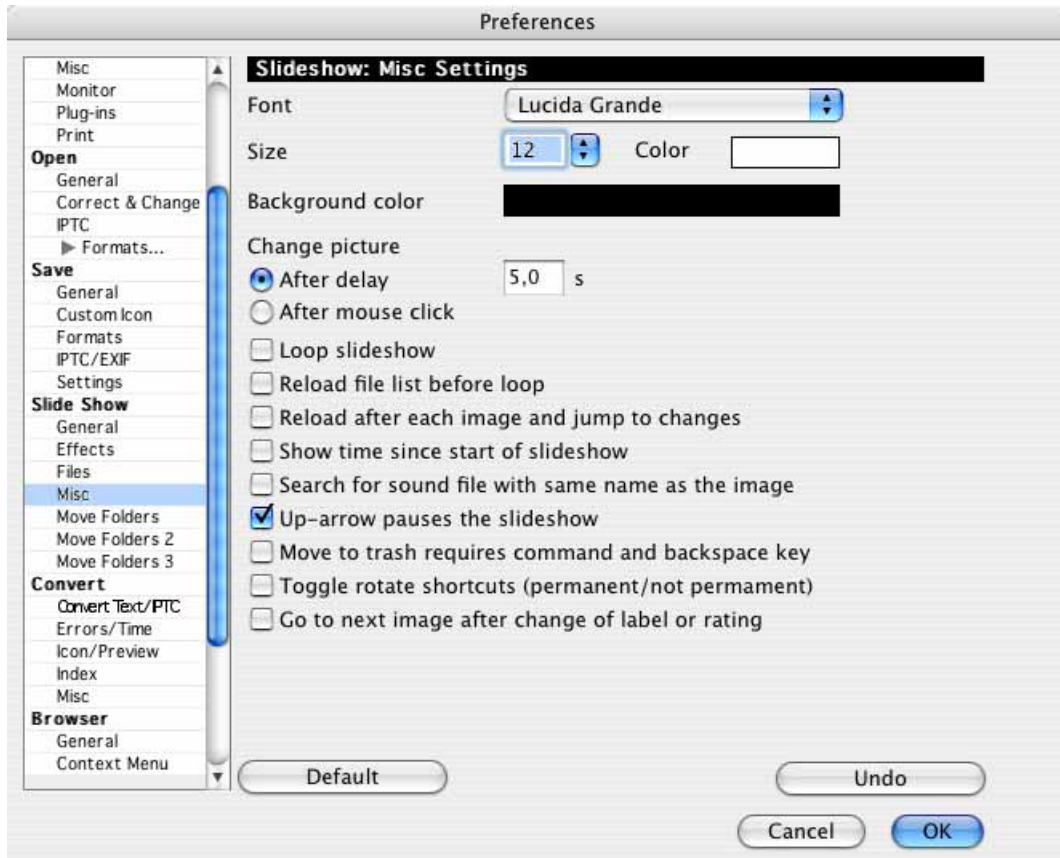 Preferences
Misc
Monitor
Plug-ins
Print
Open
General
Correct & Change
IPTC
Formats...
Save
General
Custom Icon
Formats
IPTC/EXIF
Settings
Slide Show
General
Effects
Files
Misc
Move Folders
Move Folders 2
Move Folders 3
Convert
Convert Text/IPTC
Errors/Time
Icon/Preview
Index
Misc
Browser
General
Context Menu
Slideshow: Misc Settings
Font Lucida Grande
Size 12 Color
Background color
Change picture
After delay 5,0 s
After mouse click
Loop slideshow
Reload file list before loop
Reload after each image and jump to changes
Show time since start of slideshow
Search for sound file with same name as the image
Up-arrow pauses the slideshow
Move to trash requires command and backspace key
Toggle rotate shortcuts (permanent/not permament)
Go to next image after change of label or rating
Default Undo
Cancel OK